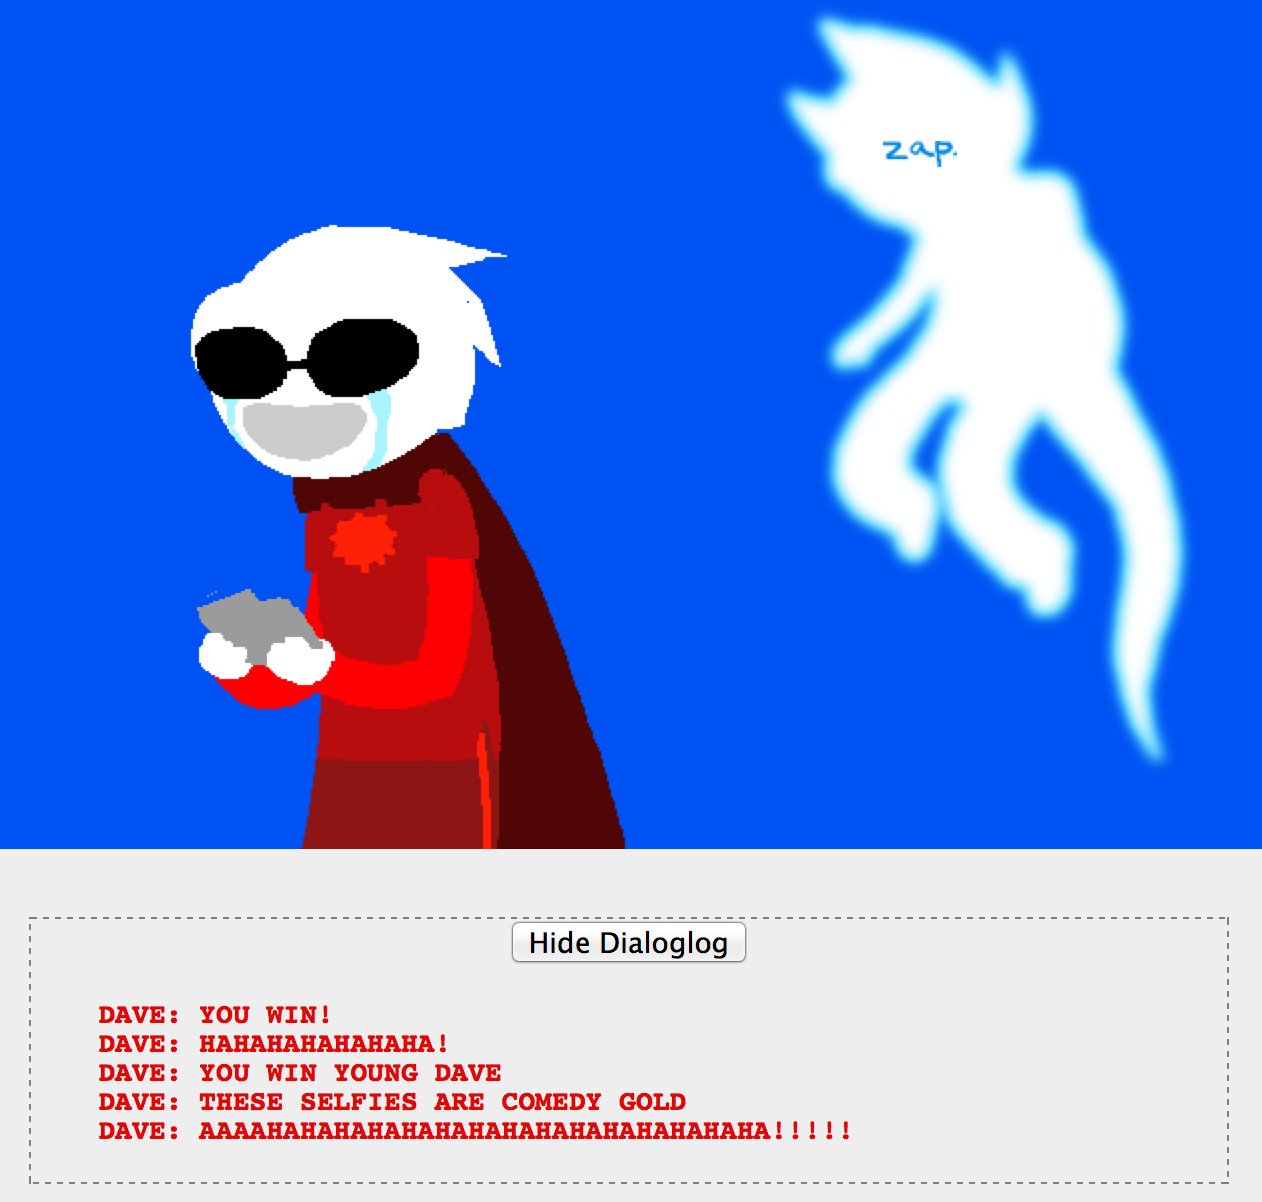 zap.
Hide Dialoglog
DAVE: YOU WIN!
DAVE: HAHAHAHAHAHAHA!
DAVE: YOU WIN YOUNG DAVE
DAVE: THESE SELFIES ARE COMEDY GOLD
DAVE: AAAAHAHAHAHAHAHAHAHAHAHAHAHAHAHAHA!!!!!